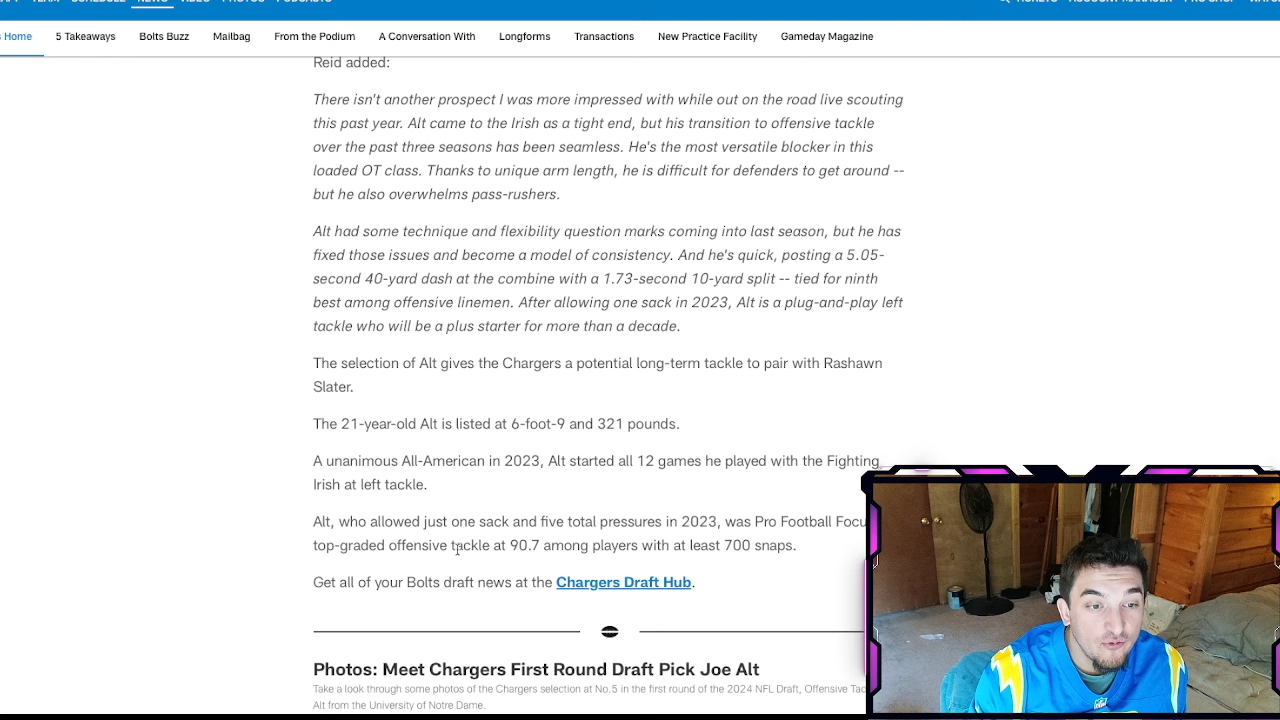 TEAM SCHEDULE NEWS VIDEO PHOTOS PODCASTS TICKETS ACCOUNT MANAGER PRO SHOP
Home 5 Takeaways Bolts Buzz Mailbag From the Podium A Conversation With Longforms Transactions New Practice Facility Gameday Magazine
Reid added:
There isn't another prospect I was more impressed with while out on the road live scouting
this past year. Alt came to the Irish as a tight end, but his transition to offensive tackle
over the past three seasons has been seamless. He's the most versatile blocker in this
loaded OT class. Thanks to unique arm length, he is difficult for defenders to get around --
but he also overwhelms pass-rushers.
Alt had some technique and flexibility question marks coming into last season, but he has
fixed those issues and become a model of consistency. And he's quick, posting a 5.05-
second 40-yard dash at the combine with a 1.73-second 10-yard split -- tied for ninth
best among offensive linemen. After allowing one sack in 2023, Alt is a plug-and-play left
tackle who will be a plus starter for more than a decade.
The selection of Alt gives the Chargers a potential long-term tackle to pair with Rashawn
Slater.
The 21-year-old Alt is listed at 6-foot-9 and 321 pounds.
A unanimous All-American in 2023, Alt started all 12 games he played with the Fighting
Irish at left tackle.
Alt, who allowed just one sack and five total pressures in 2023, was Pro Football Focu
top-graded offensive tackle at 90.7 among players with at least 700 snaps.
Get all of your Bolts draft news at the Chargers Draft Hub.
Photos: Meet Chargers First Round Draft Pick Joe Alt
Take a look through some photos of the Chargers selection at No.5 in the first round of the 2024 NFL Draft, Offensive Tac
Alt from the University of Notre Dame.